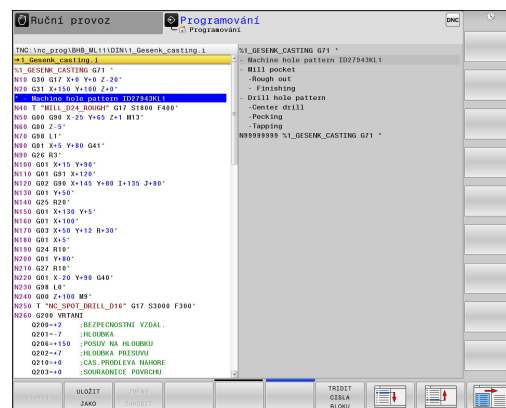 Ruční provoz
Programování
Programování
DNC
TNC:\nc_prog\BHB_ML11\DIN\1_Gesenk_casting.i
→1_Gesenk_casting.i
%1_GESENK_CASTING G71 *
N10 G30 G17 X+0 Y+0 Z-20*
N20 G31 X+150 Y+100 Z+0*
* - Machine hole pattern ID27943KL1
N40 T "MILL_D24_ROUGH" G17 S1800 F400*
N50 G00 G90 X-25 Y+65 Z+1 M13*
N60 G00 Z-5*
N70 G98 L1*
N80 G01 X+5 Y+80 G41*
N90 G26 R3*
N100 G01 X+15 Y+90*
N110 G01 G91 X+120*
N120 G02 G90 X+145 Y+80 I+135 J+80*
N130 G01 Y+50*
N140 G25 R20*
N150 G01 X+130 Y+5*
N160 G01 X+100*
N170 G03 X+50 Y+12 R+30*
N180 G01 X+5*
N190 G24 R10*
N200 G01 Y+80*
N210 G27 R10*
N220 G01 X-20 Y+90 G40*
N230 G98 L0*
N240 G00 Z+100 M9*
N250 T "NC_SPOT_DRILL_D16" G17 S3000 F300*
N260 G200 VRTANI
Q200=+2 ;BEZPECNOSTNI VZDAL.
Q201=-7 ;HLOUBKA
Q206=+150 ;POSUV NA HLOUBKU
Q202=+7 ;HLOUBKA PRISUVU
Q210=+0 ;CAS.PRODLEVA NAHORE
Q203=+0 ;SOURADNICE POVRCHU
%1_GESENK_CASTING G71 *
- Machine hole pattern ID27943KL1
- Mill pocket
-Rough out
- Finishing
- Drill hole pattern
-Center drill
-Pecking
-Tapping
N99999999 %1_GESENK_CASTING G71 *
ULOŽIT
JAKO
ZMĚNU
ZAHODIT
TRIDIT
CISLA
BLOKU